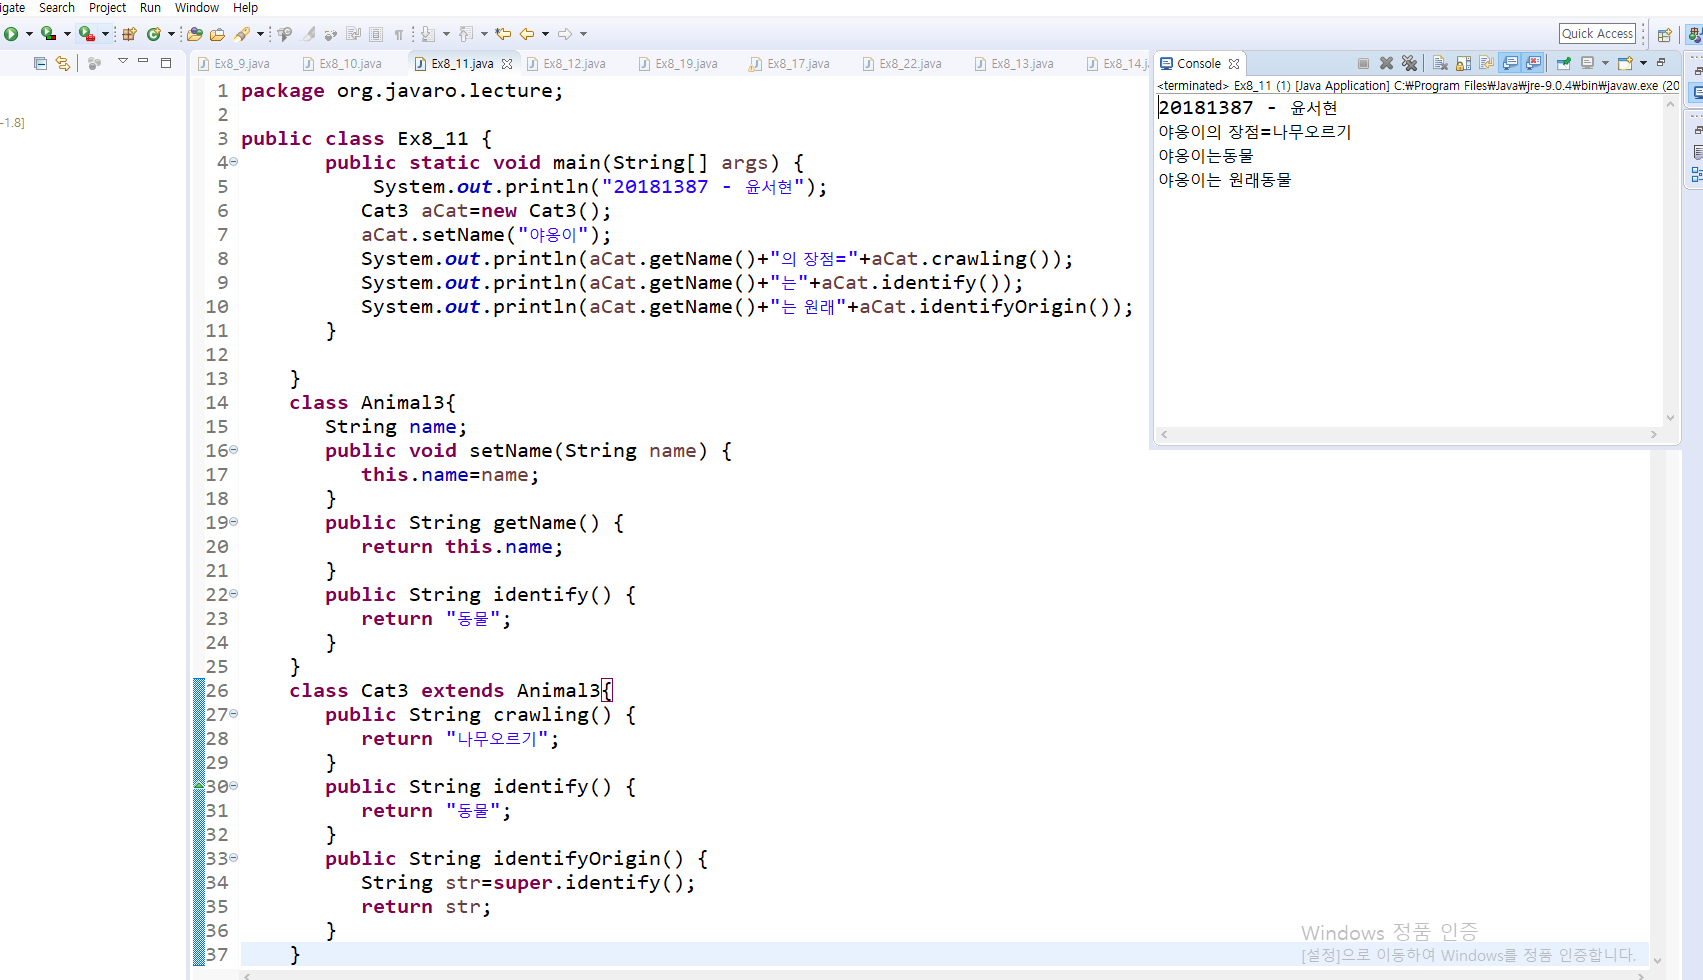 igate Search Project Run Window Help
Quick Access
Ex8_9.java Ex8_10.java Ex8_11.java Ex8_12.java Ex8_19.java Ex8_17.java Ex8_22.java Ex8_13.java Ex8_14.j
-1.8]
1 package org.javaro.lecture;
2
3 public class Ex8_11 {
4 public static void main(String[] args) {
5 System.out.println("20181387 - 윤서현");
6 Cat3 aCat=new Cat3();
7 aCat.setName("야옹이");
8 System.out.println(aCat.getName()+"의 장점="+aCat.crawling());
9 System.out.println(aCat.getName()+"는"+aCat.identify());
10 System.out.println(aCat.getName()+"는 원래"+aCat.identifyOrigin());
11 }
12
13 }
14 class Animal3{
15 String name;
16 public void setName(String name) {
17 this.name=name;
18 }
19 public String getName() {
20 return this.name;
21 }
22 public String identify() {
23 return "동물";
24 }
25 }
26 class Cat3 extends Animal3{
27 public String crawling() {
28 return "나무오르기";
29 }
30 public String identify() {
31 return "동물";
32 }
33 public String identifyOrigin() {
34 String str=super.identify();
35 return str;
36 }
37 }
Console
<terminated> Ex8_11 (1) [Java Application] C:₩Program Files₩Java₩jre-9.0.4₩bin₩javaw.exe (20
20181387 - 윤서현
야옹이의 장점=나무오르기
야옹이는동물
야옹이는 원래동물
Windows 정품 인증
[설정]으로 이동하여 Windows를 정품 인증합니다.